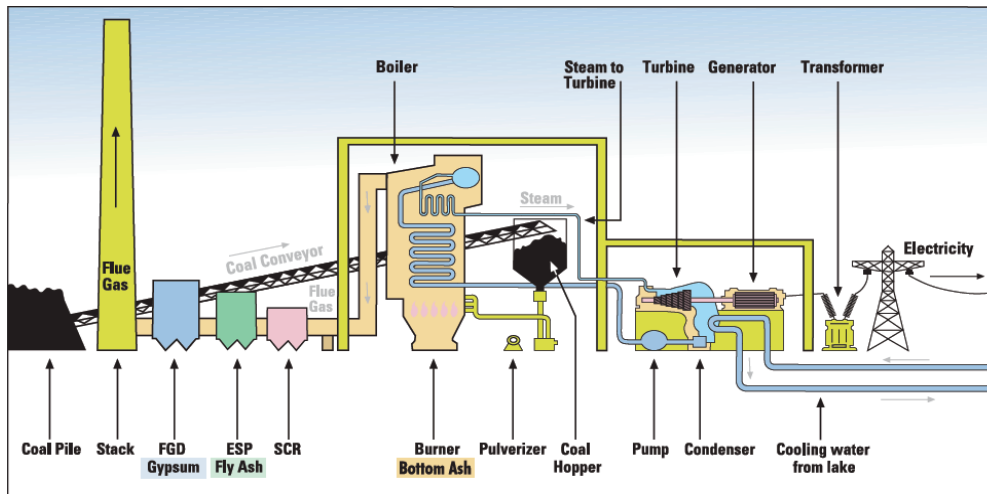 Boiler
Steam to
Turbine
Turbine
Generator
Transformer
Steam
Coal Conveyor
Flue
Gas
Flue
Gas
Electricity
Coal Pile
Stack
FGD
Gypsum
ESP
Fly Ash
SCR
Burner
Bottom Ash
Pulverizer
Coal
Hopper
Pump
Condenser
Cooling water
from lake